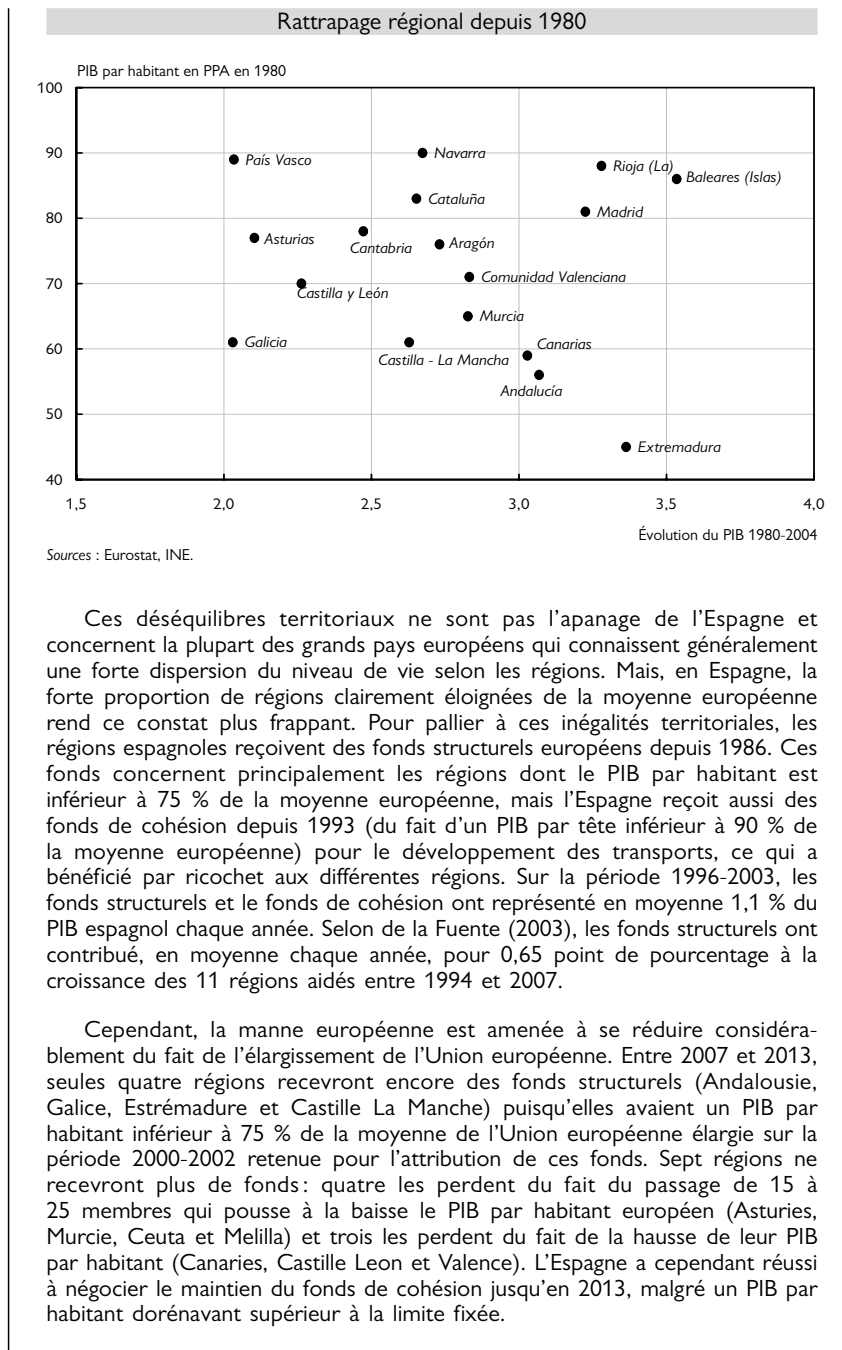 Rattrapage régional depuis 1980
PIB par habitant en PPA en 1980
100
90
80
70
60
50
40
País Vasco
Navarra
Rioja (La)
Baleares (Islas)
Cataluña
Madrid
Asturias
Cantabria
Aragón
Castilla y León
Comunidad Valenciana
Murcia
Galicia
Castilla - La Mancha
Canarias
Andalucía
Extremadura
1,5 2,0 2,5 3,0 3,5 4,0
Évolution du PIB 1980-2004
Sources : Eurostat, INE.
Ces déséquilibres territoriaux ne sont pas l'apanage de l'Espagne et
concernent la plupart des grands pays européens qui connaissent généralement
une forte dispersion du niveau de vie selon les régions. Mais, en Espagne, la
forte proportion de régions clairement éloignées de la moyenne européenne
rend ce constat plus frappant. Pour pallier à ces inégalités territoriales, les
régions espagnoles reçoivent des fonds structurels européens depuis 1986. Ces
fonds concernent principalement les régions dont le PIB par habitant est
inférieur à 75 % de la moyenne européenne, mais l'Espagne reçoit aussi des
fonds de cohésion depuis 1993 (du fait d'un PIB par tête inférieur à 90 % de
la moyenne européenne) pour le développement des transports, ce qui a
bénéficié par ricochet aux différentes régions. Sur la période 1996-2003, les
fonds structurels et le fonds de cohésion ont représenté en moyenne 1,1 % du
PIB espagnol chaque année. Selon de la Fuente (2003), les fonds structurels ont
contribué, en moyenne chaque année, pour 0,65 point de pourcentage à la
croissance des 11 régions aidés entre 1994 et 2007.
Cependant, la manne européenne est amenée à se réduire considéra-
blement du fait de l'élargissement de l'Union européenne. Entre 2007 et 2013,
seules quatre régions recevront encore des fonds structurels (Andalousie,
Galice, Estrémadure et Castille La Manche) puisqu'elles avaient un PIB par
habitant inférieur à 75 % de la moyenne de l'Union européenne élargie sur la
période 2000-2002 retenue pour l'attribution de ces fonds. Sept régions ne
recevront plus de fonds : quatre les perdent du fait du passage de 15 à
25 membres qui pousse à la baisse le PIB par habitant européen (Asturies,
Murcie, Ceuta et Melilla) et trois les perdent du fait de la hausse de leur PIB
par habitant (Canaries, Castille Leon et Valence). L'Espagne a cependant réussi
à négocier le maintien du fonds de cohésion jusqu'en 2013, malgré un PIB par
habitant dorénavant supérieur à la limite fixée.